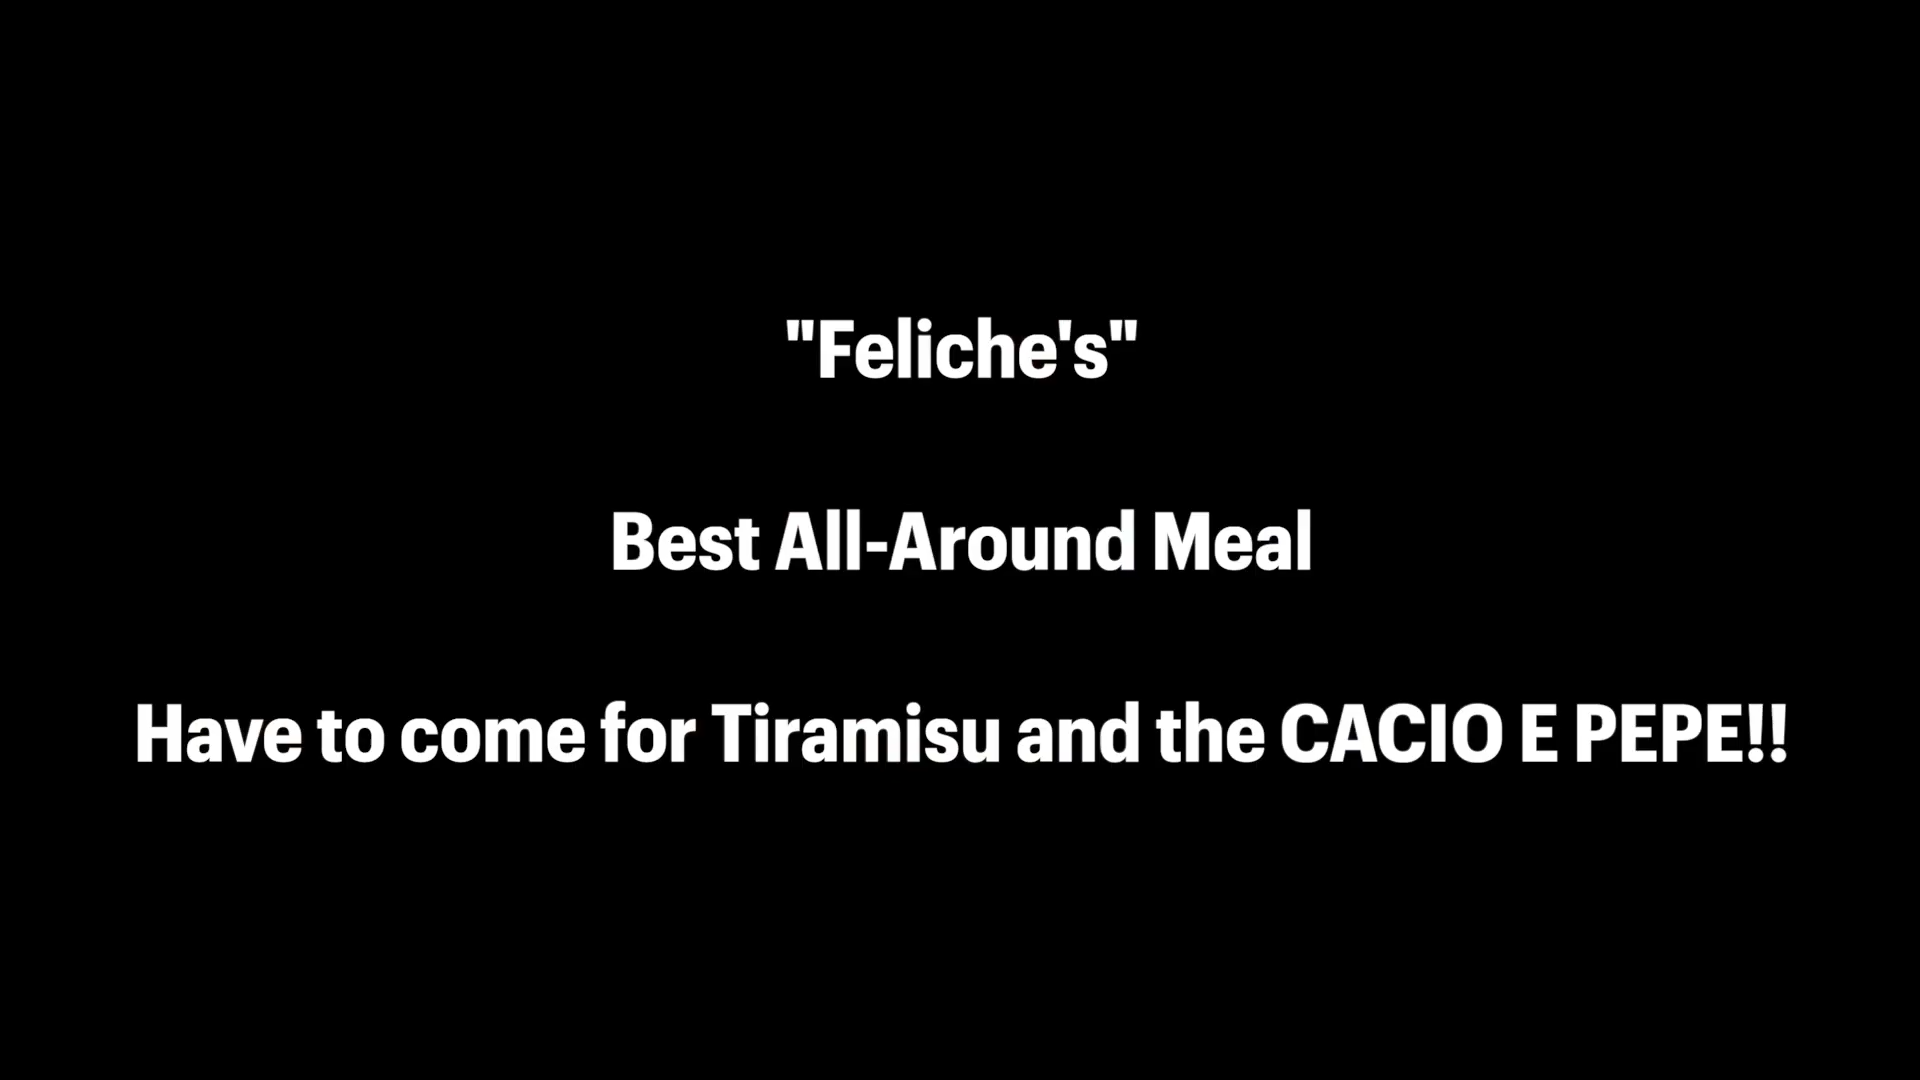 "Feliche's"
Best All-Around Meal
Have to come for Tiramisu and the CACIO E PEPE!!